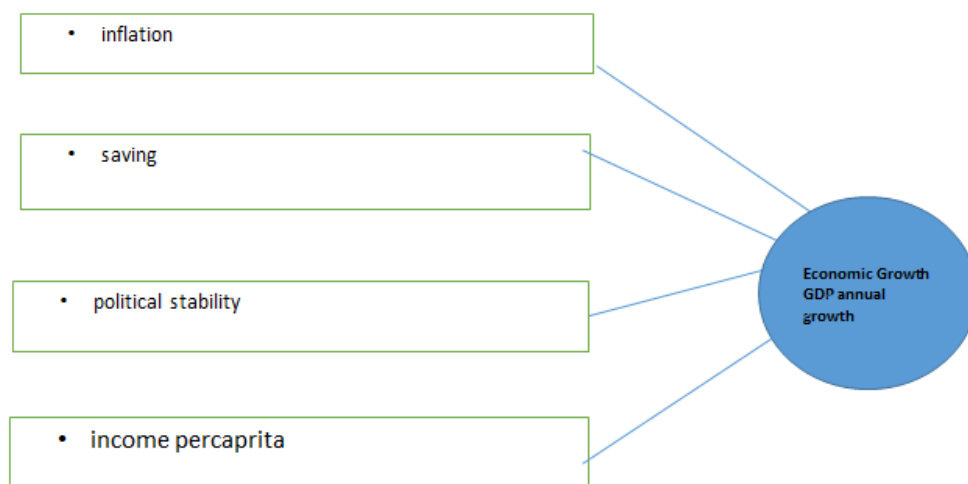 • inflation
• saving
• political stability
• income percaprita
Economic Growth
GDP annual
growth